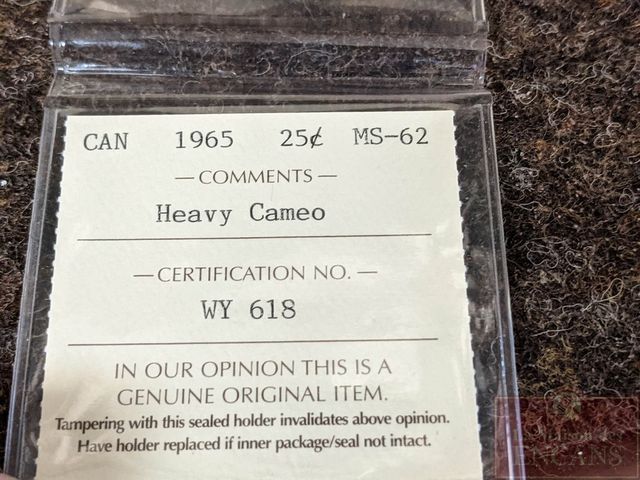 CAN 1965 25¢ MS-62
— COMMENTS —
Heavy Cameo
— CERTIFICATION NO. —
WY 618
IN OUR OPINION THIS IS A
GENUINE ORIGINAL ITEM.
Tampering with this sealed holder invalidates above opinion.
Have holder replaced if inner package/seal not intact.
ENCANS